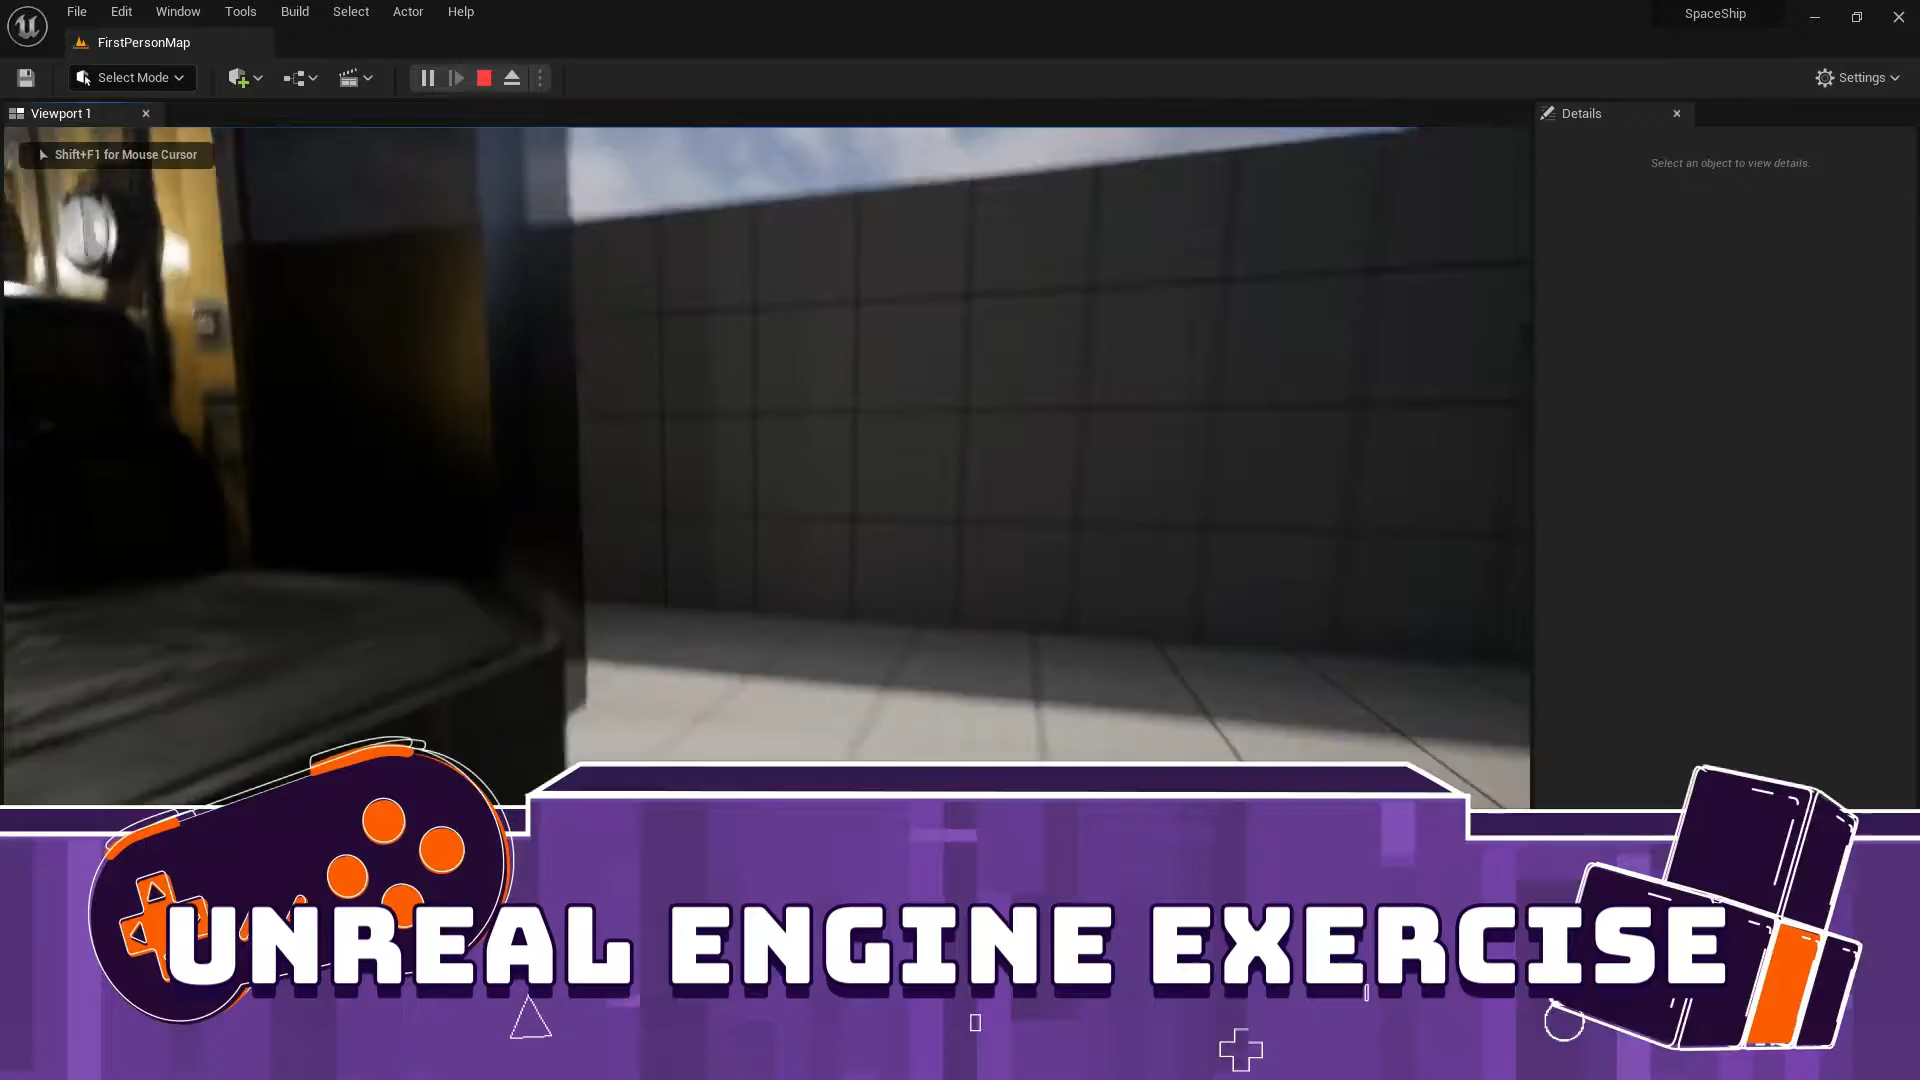 File Edit Window Tools Build Select Actor Help
SpaceShip
FirstPersonMap
Select Mode
Settings
Viewport 1
Details
Shift+F1 for Mouse Cursor
Select an object to view details.
UNREAL ENGINE EXERCISE